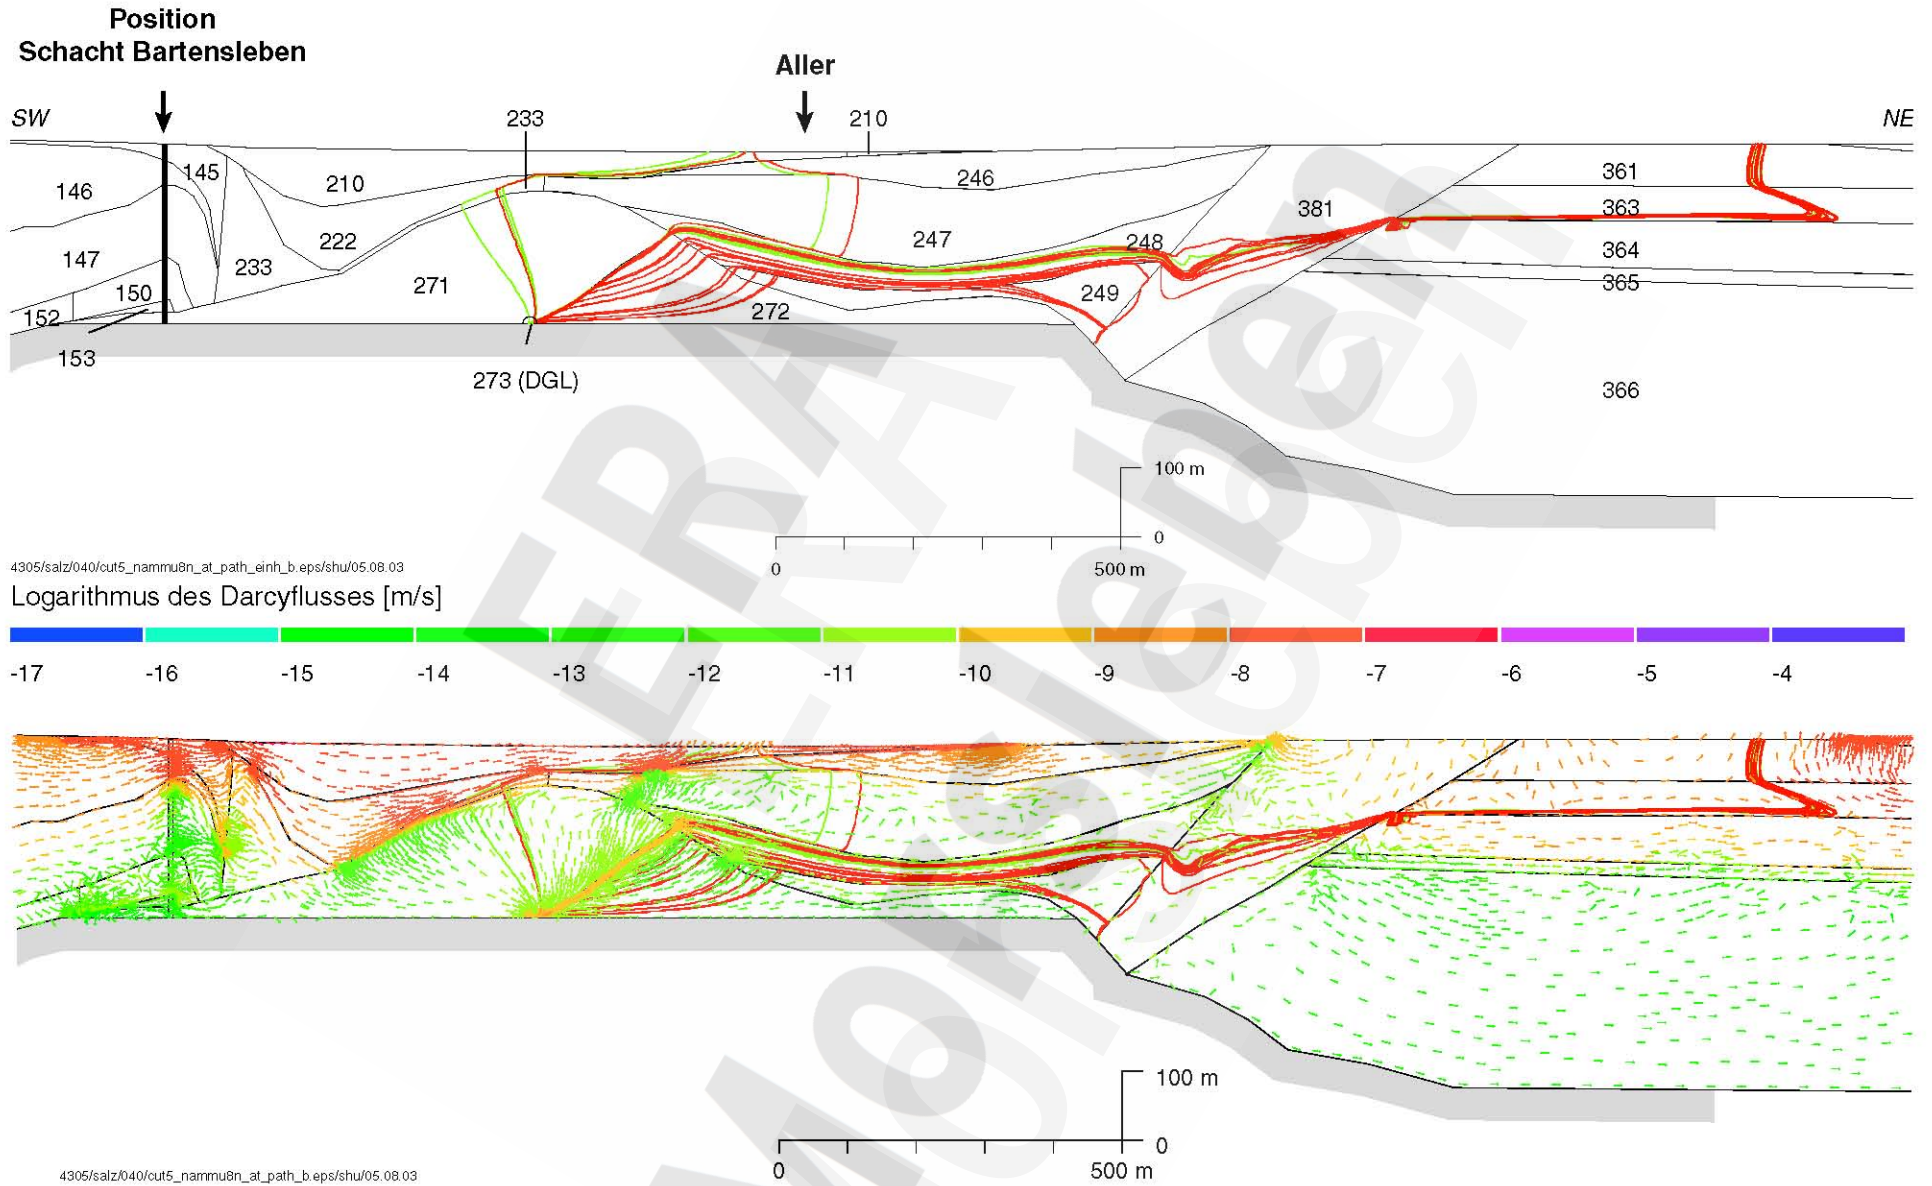 Position
Schacht Bartensleben
Aller
SW
233
210
NE
145
146
210
246
361
381
363
222
247
248
364
147
233
271
365
150
249
152
272
153
273 (DGL)
366
100 m
0
0
500 m
4305/salz/040/cut5_nammu8n_at_path_einh_b.eps/shu/05.08.03
Logarithmus des Darcyflusses [m/s]
-17 -16 -15 -14 -13 -12 -11 -10 -9 -8 -7 -6 -5 -4
100 m
0
0
500 m
4305/salz/040/cut5_nammu8n_at_path_b.eps/shu/05.08.03
ERA
Morsleben